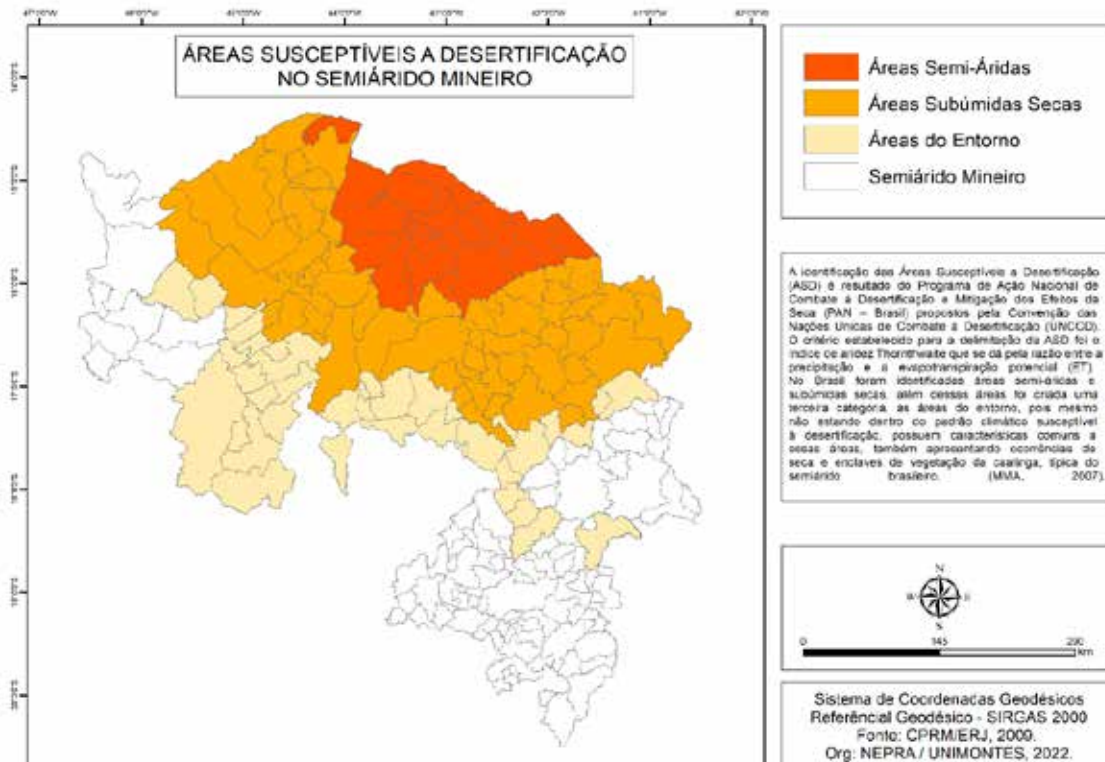 ÁREAS SUSCEPTÍVEIS A DESERTIFICAÇÃO
NO SEMIÁRIDO MINEIRO
Áreas Semi-Áridas
Áreas Subúmidas Secas
Áreas do Entorno
Semiárido Mineiro
A identificação das Áreas Susceptíveis a Desertificação
(ASD) é resultado do Programa de Ação Nacional de
Combate a Desertificação e Mitigação dos Efeitos da
Seca (PAN – Brasil) propostos pela Convenção das
Nações Unicas de Combate à Desertificação (UNCCD).
O critério estabelecido para a delimitação da ASD foi o
índice de aridez Thornthwaite que se dá pela razão entre a
precipitação e a evapotranspiração potencial (ET).
No Brasil foram identificadas áreas semi-áridas e
subúmidas secas, além dessas áreas foi criada uma
terceira categoria, as áreas do entorno, pois mesmo
não estando dentro do padrão climático susceptível
à desertificação, possuem características comuns a
essas áreas, também apresentando ocorrências de
seca e enclaves de vegetação da caatinga, típica do
semiárido brasileiro. (MMA, 2007).
N
S
0 145 290
km
Sistema de Coordenadas Geodésicos
Referêncial Geodésico - SIRGAS 2000
Fonte: CPRM/ERJ, 2009.
Org: NEPRA / UNIMONTES, 2022.